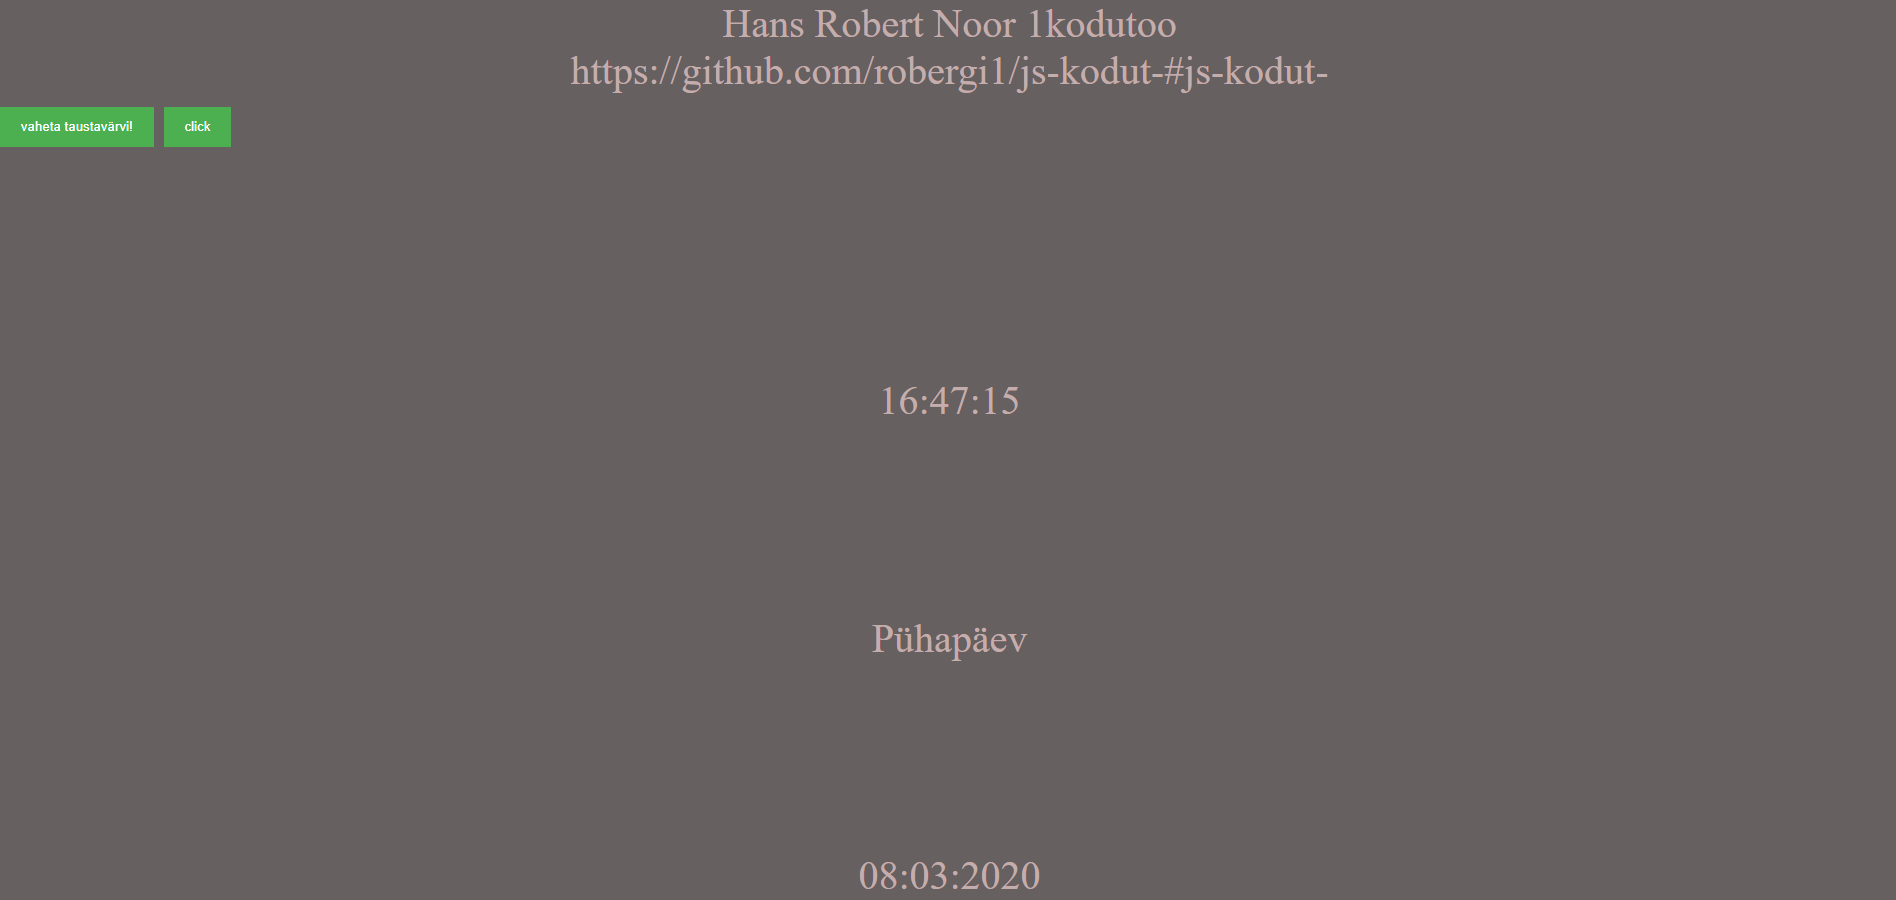 Hans Robert Noor 1kodutoo
https://github.com/robergi1/js-kodut-#js-kodut-
vaheta taustavärvi! click
16:47:15
Pühapäev
08:03:2020